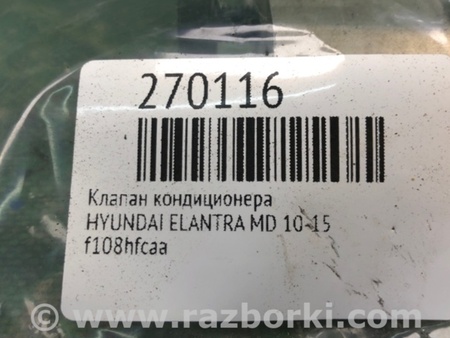 270116
Клапан кондиционера
HYUNDAI ELANTRA MD 10-15
f108hfcaa
© www.razborki.com